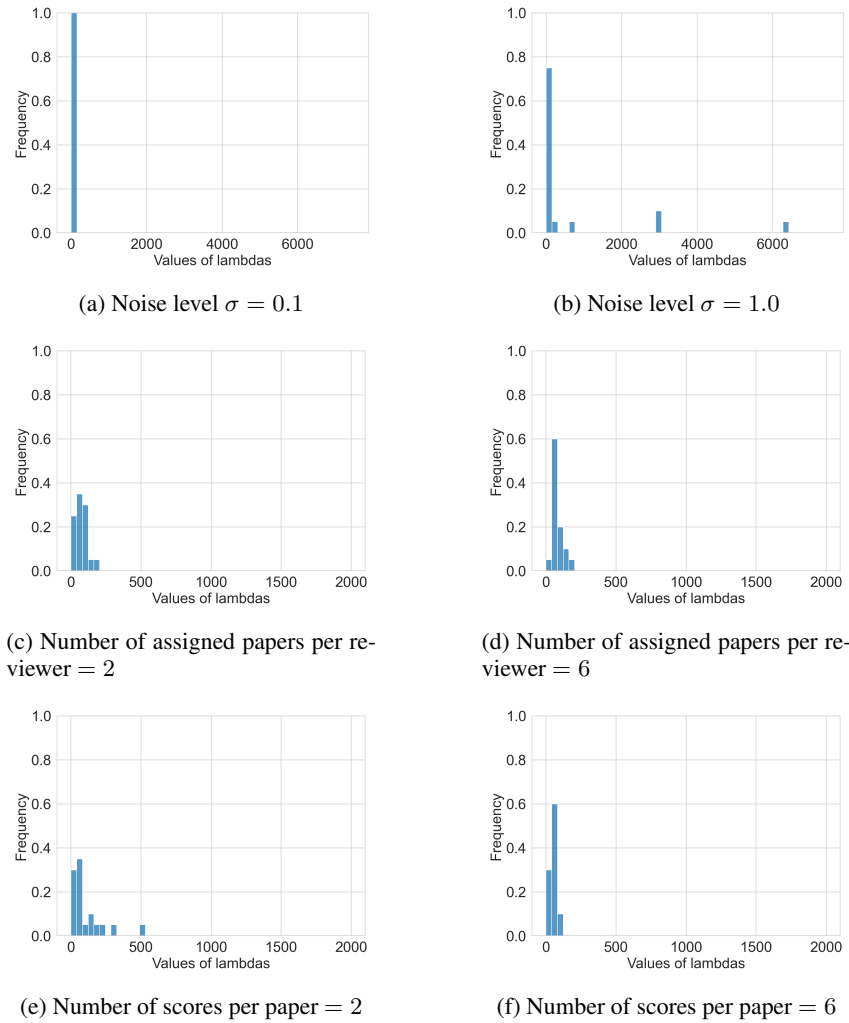 1.0
0.8
0.6
0.4
0.2
0.0
Frequency
0 2000 4000 6000
Values of lambdas
(a) Noise level σ = 0.1
1.0
0.8
0.6
0.4
0.2
0.0
Frequency
0 2000 4000 6000
Values of lambdas
(b) Noise level σ = 1.0
1.0
0.8
0.6
0.4
0.2
0.0
Frequency
0 500 1000 1500 2000
Values of lambdas
(c) Number of assigned papers per re-
viewer = 2
1.0
0.8
0.6
0.4
0.2
0.0
Frequency
0 500 1000 1500 2000
Values of lambdas
(d) Number of assigned papers per re-
viewer = 6
1.0
0.8
0.6
0.4
0.2
0.0
Frequency
0 500 1000 1500 2000
Values of lambdas
(e) Number of scores per paper = 2
1.0
0.8
0.6
0.4
0.2
0.0
Frequency
0 500 1000 1500 2000
Values of lambdas
(f) Number of scores per paper = 6